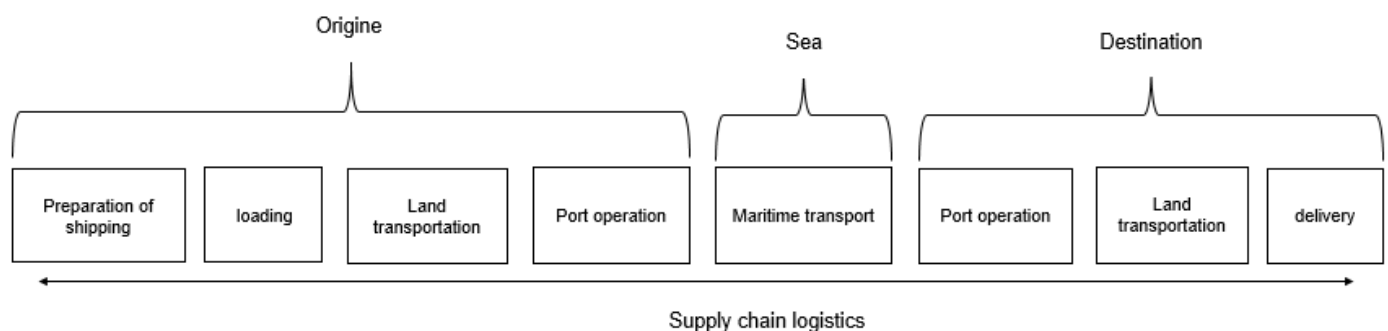 Origine
Sea
Destination
Preparation of
shipping
loading
Land
transportation
Port operation
Maritime transport
Port operation
Land
transportation
delivery
Supply chain logistics